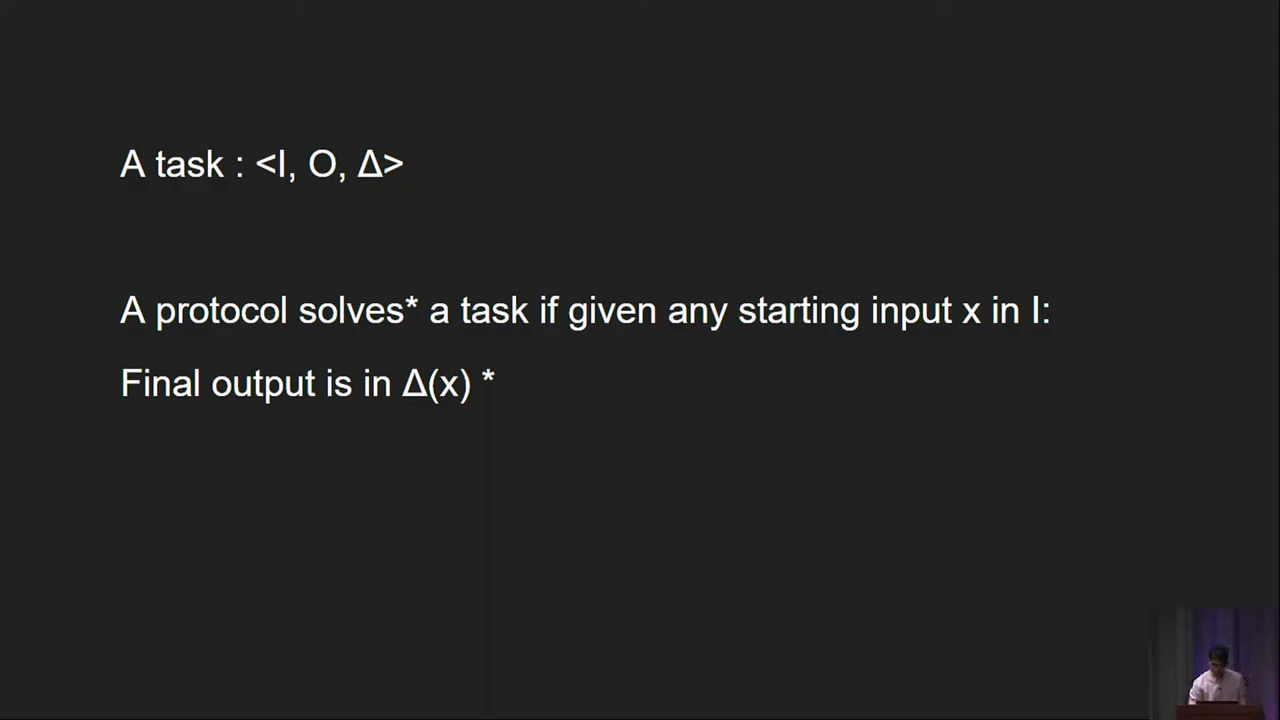 A task : <I, O, Δ>
A protocol solves* a task if given any starting input x in I:
Final output is in Δ(x) *